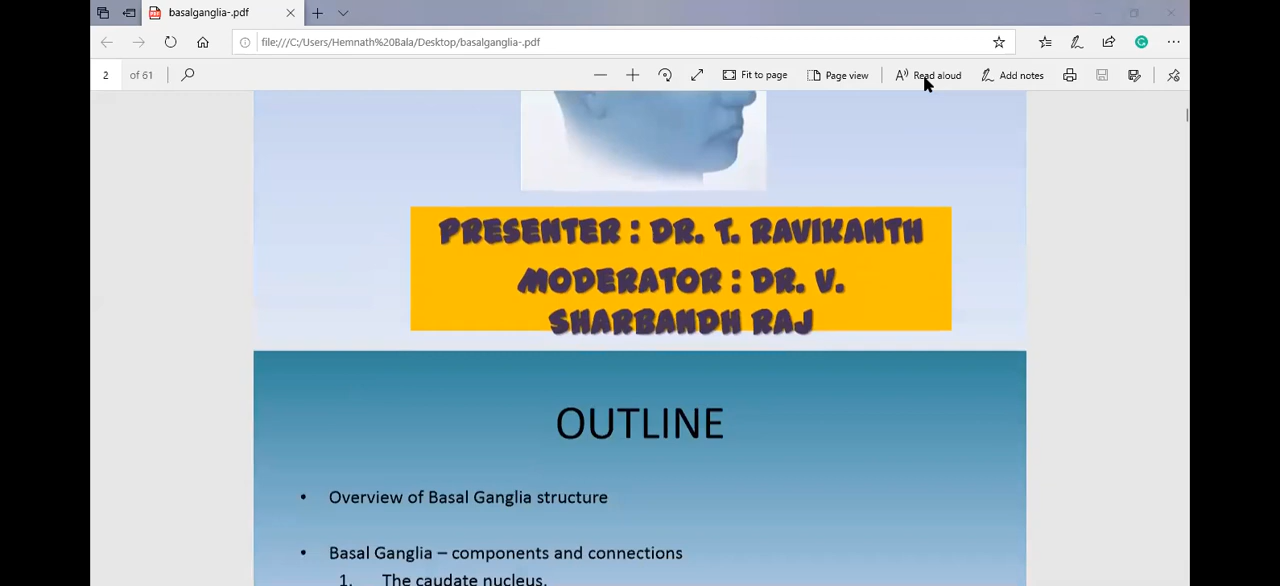 basalganglia-.pdf
file:///C:/Users/Hemnath%20Bala/Desktop/basalganglia-.pdf
2 of 61 Fit to page Page view Read aloud Add notes
PRESENTER : DR. T. RAVIKANTH
MODERATOR : DR. V.
SHARBANDH RAJ
OUTLINE
• Overview of Basal Ganglia structure
• Basal Ganglia – components and connections
1. The caudate nucleus.